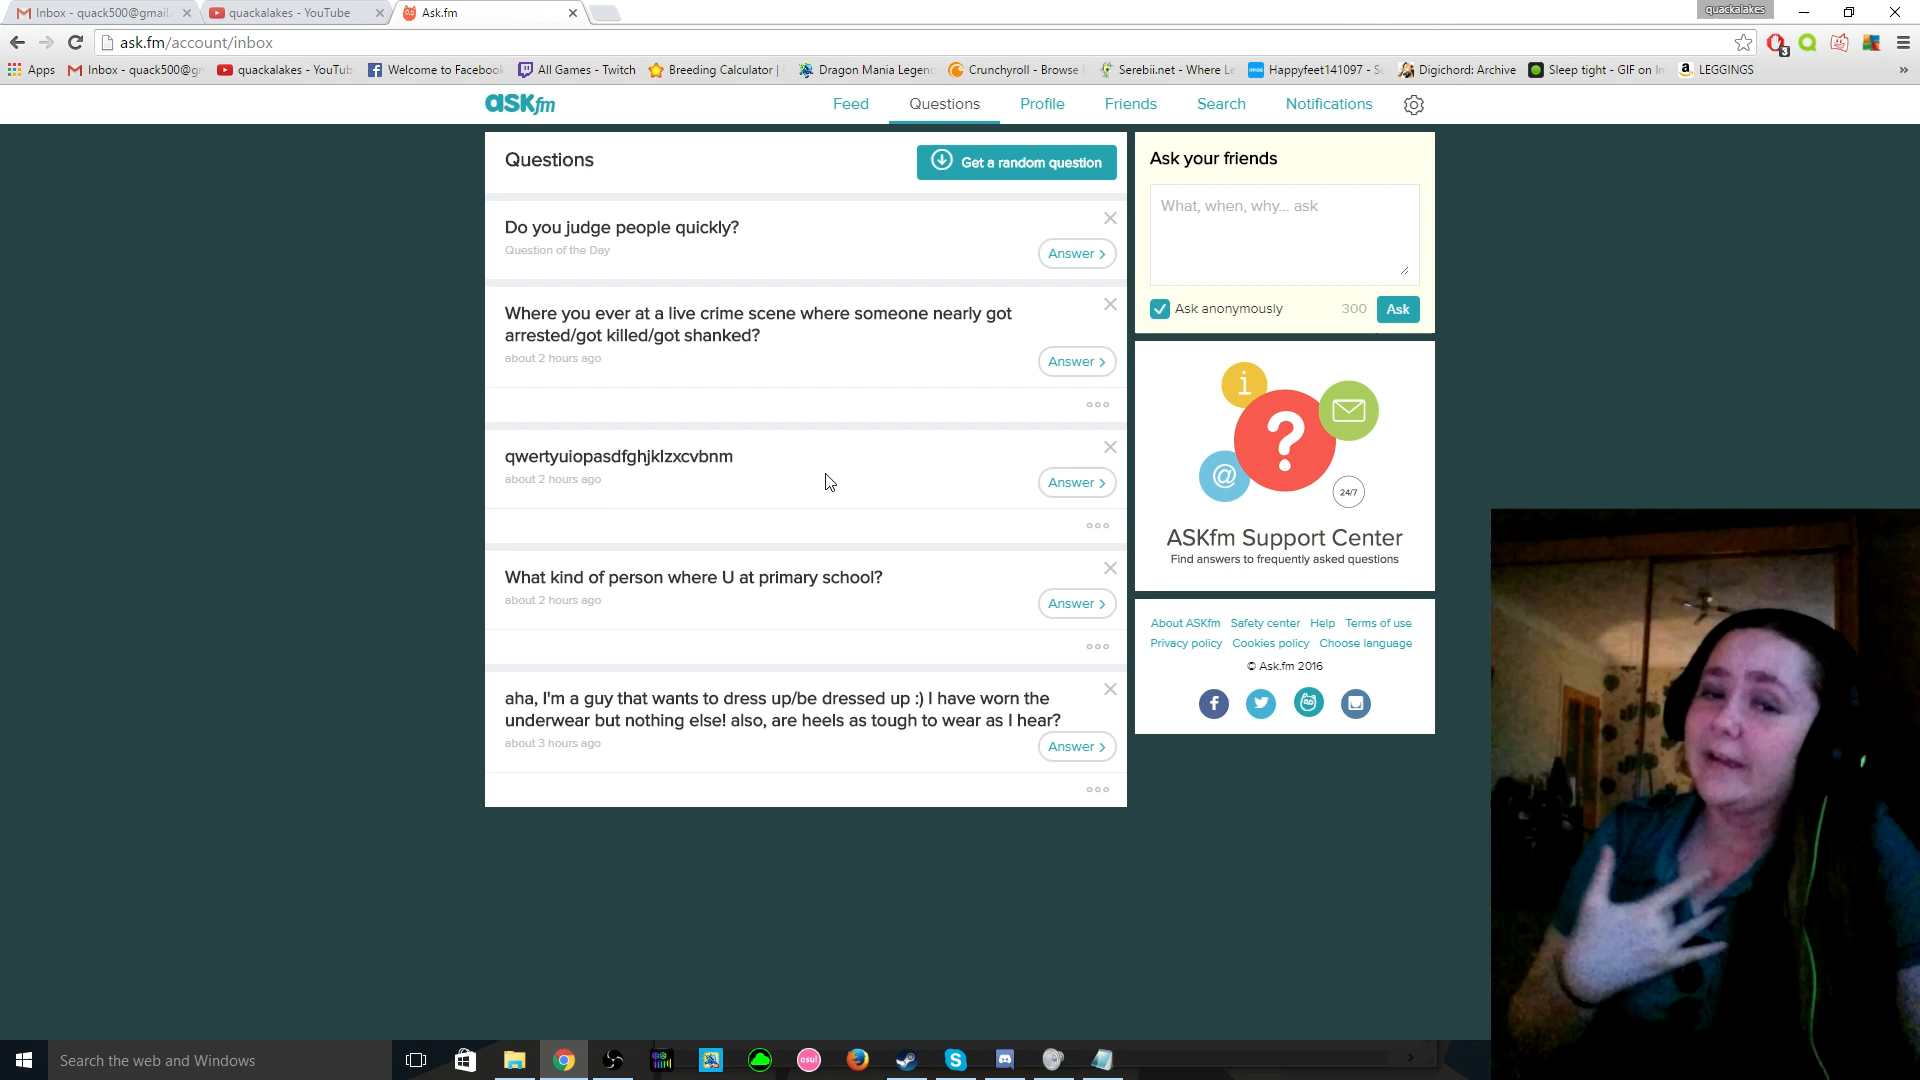 Inbox - quack500@gmail.
quackalakes - YouTube
Ask.fm
quackalakes
ask.fm/account/inbox
3
Apps
Inbox - quack500@gm
quackalakes - YouTub
Welcome to Facebook
All Games - Twitch
Breeding Calculator |
Dragon Mania Legend
Crunchyroll - Browse
Serebii.net - Where Le
Happyfeet141097 - S
Digichord: Archive
Sleep tight - GIF on Im
LEGGINGS
»
ASKfm
Feed
Questions
Profile
Friends
Search
Notifications
Questions
Get a random question
Do you judge people quickly?
Question of the Day
Answer >
Where you ever at a live crime scene where someone nearly got
arrested/got killed/got shanked?
about 2 hours ago
Answer >
qwertyuiopasdfghjklzxcvbnm
about 2 hours ago
Answer >
What kind of person where U at primary school?
about 2 hours ago
Answer >
aha, I'm a guy that wants to dress up/be dressed up :) I have worn the
underwear but nothing else! also, are heels as tough to wear as I hear?
about 3 hours ago
Answer >
Ask your friends
What, when, why... ask
Ask anonymously
300
Ask
i
?
@
24/7
ASKfm Support Center
Find answers to frequently asked questions
About ASKfm Safety center Help Terms of use
Privacy policy Cookies policy Choose language
© Ask.fm 2016
Search the web and Windows
osu!